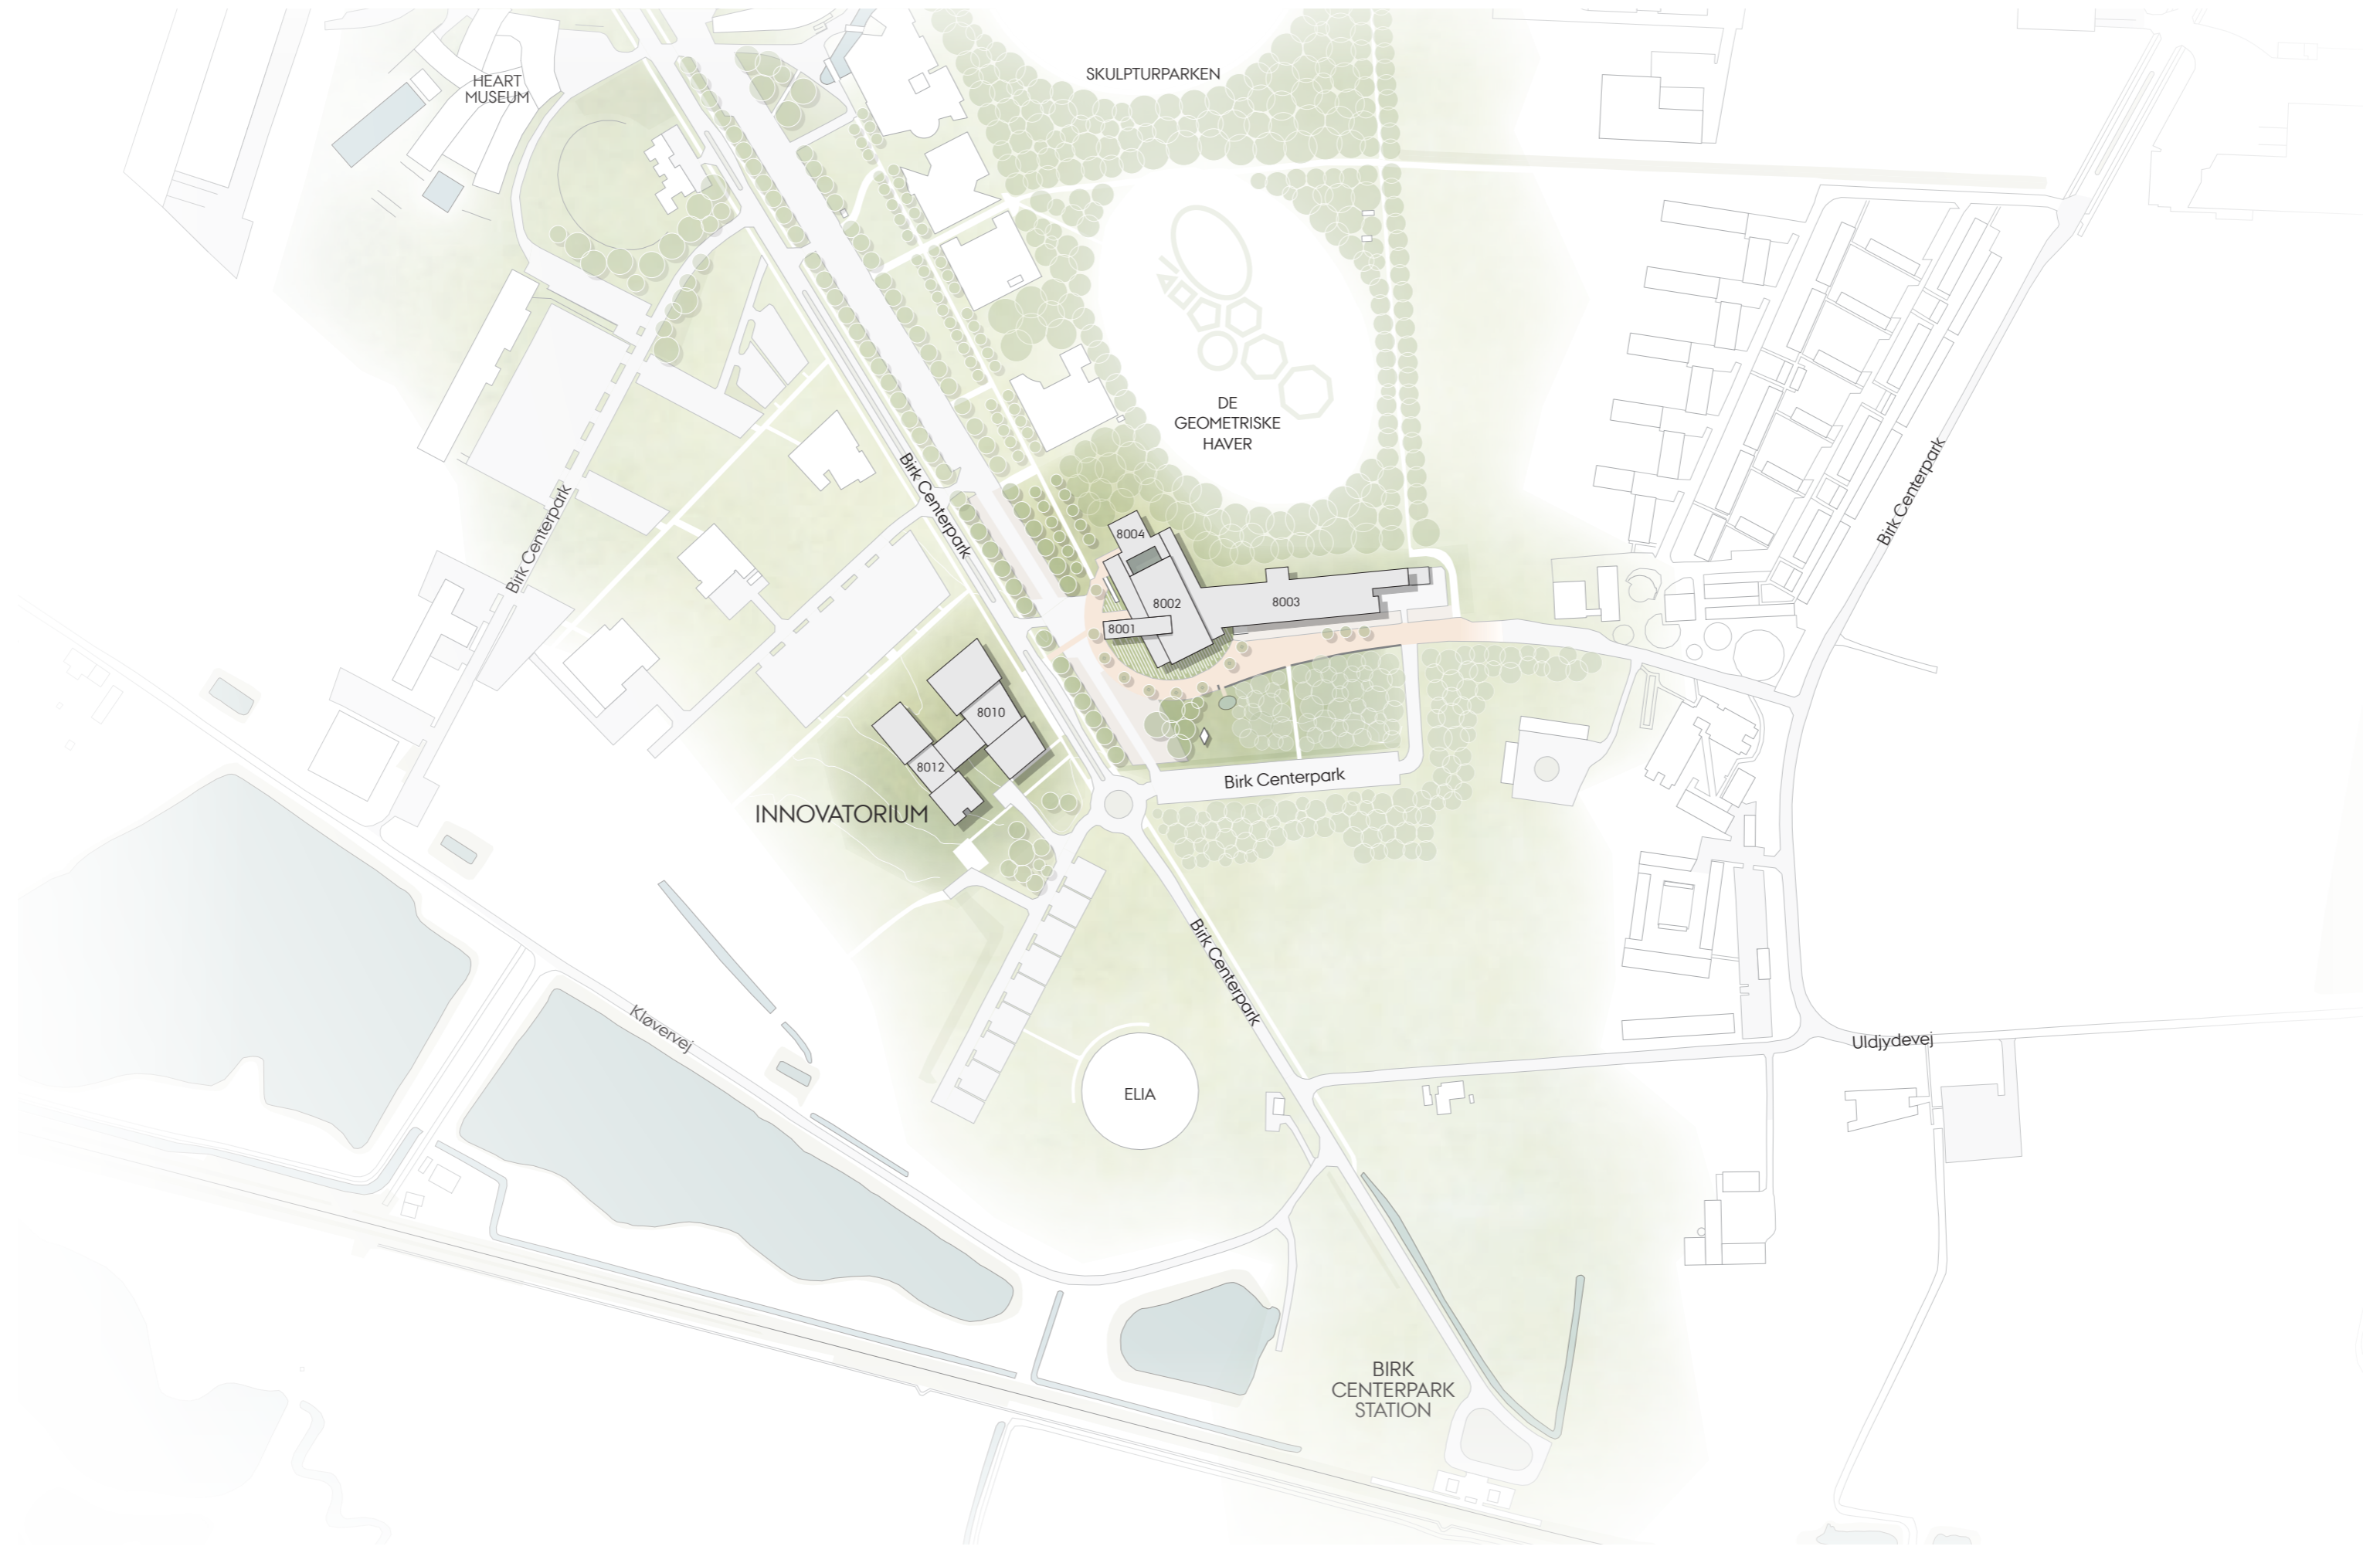 SKULPTURPARKEN
HEART
MUSEUM
DE
GEOMETRISKE
HAVER
Birk Centerpark
Birk Centerpark
Birk Centerpark
8004
8002
8003
8001
8010
8012
Birk Centerpark
INNOVATORIUM
Birk Centerpark
Kløvervej
Uldjydevej
ELIA
BIRK
CENTERPARK
STATION